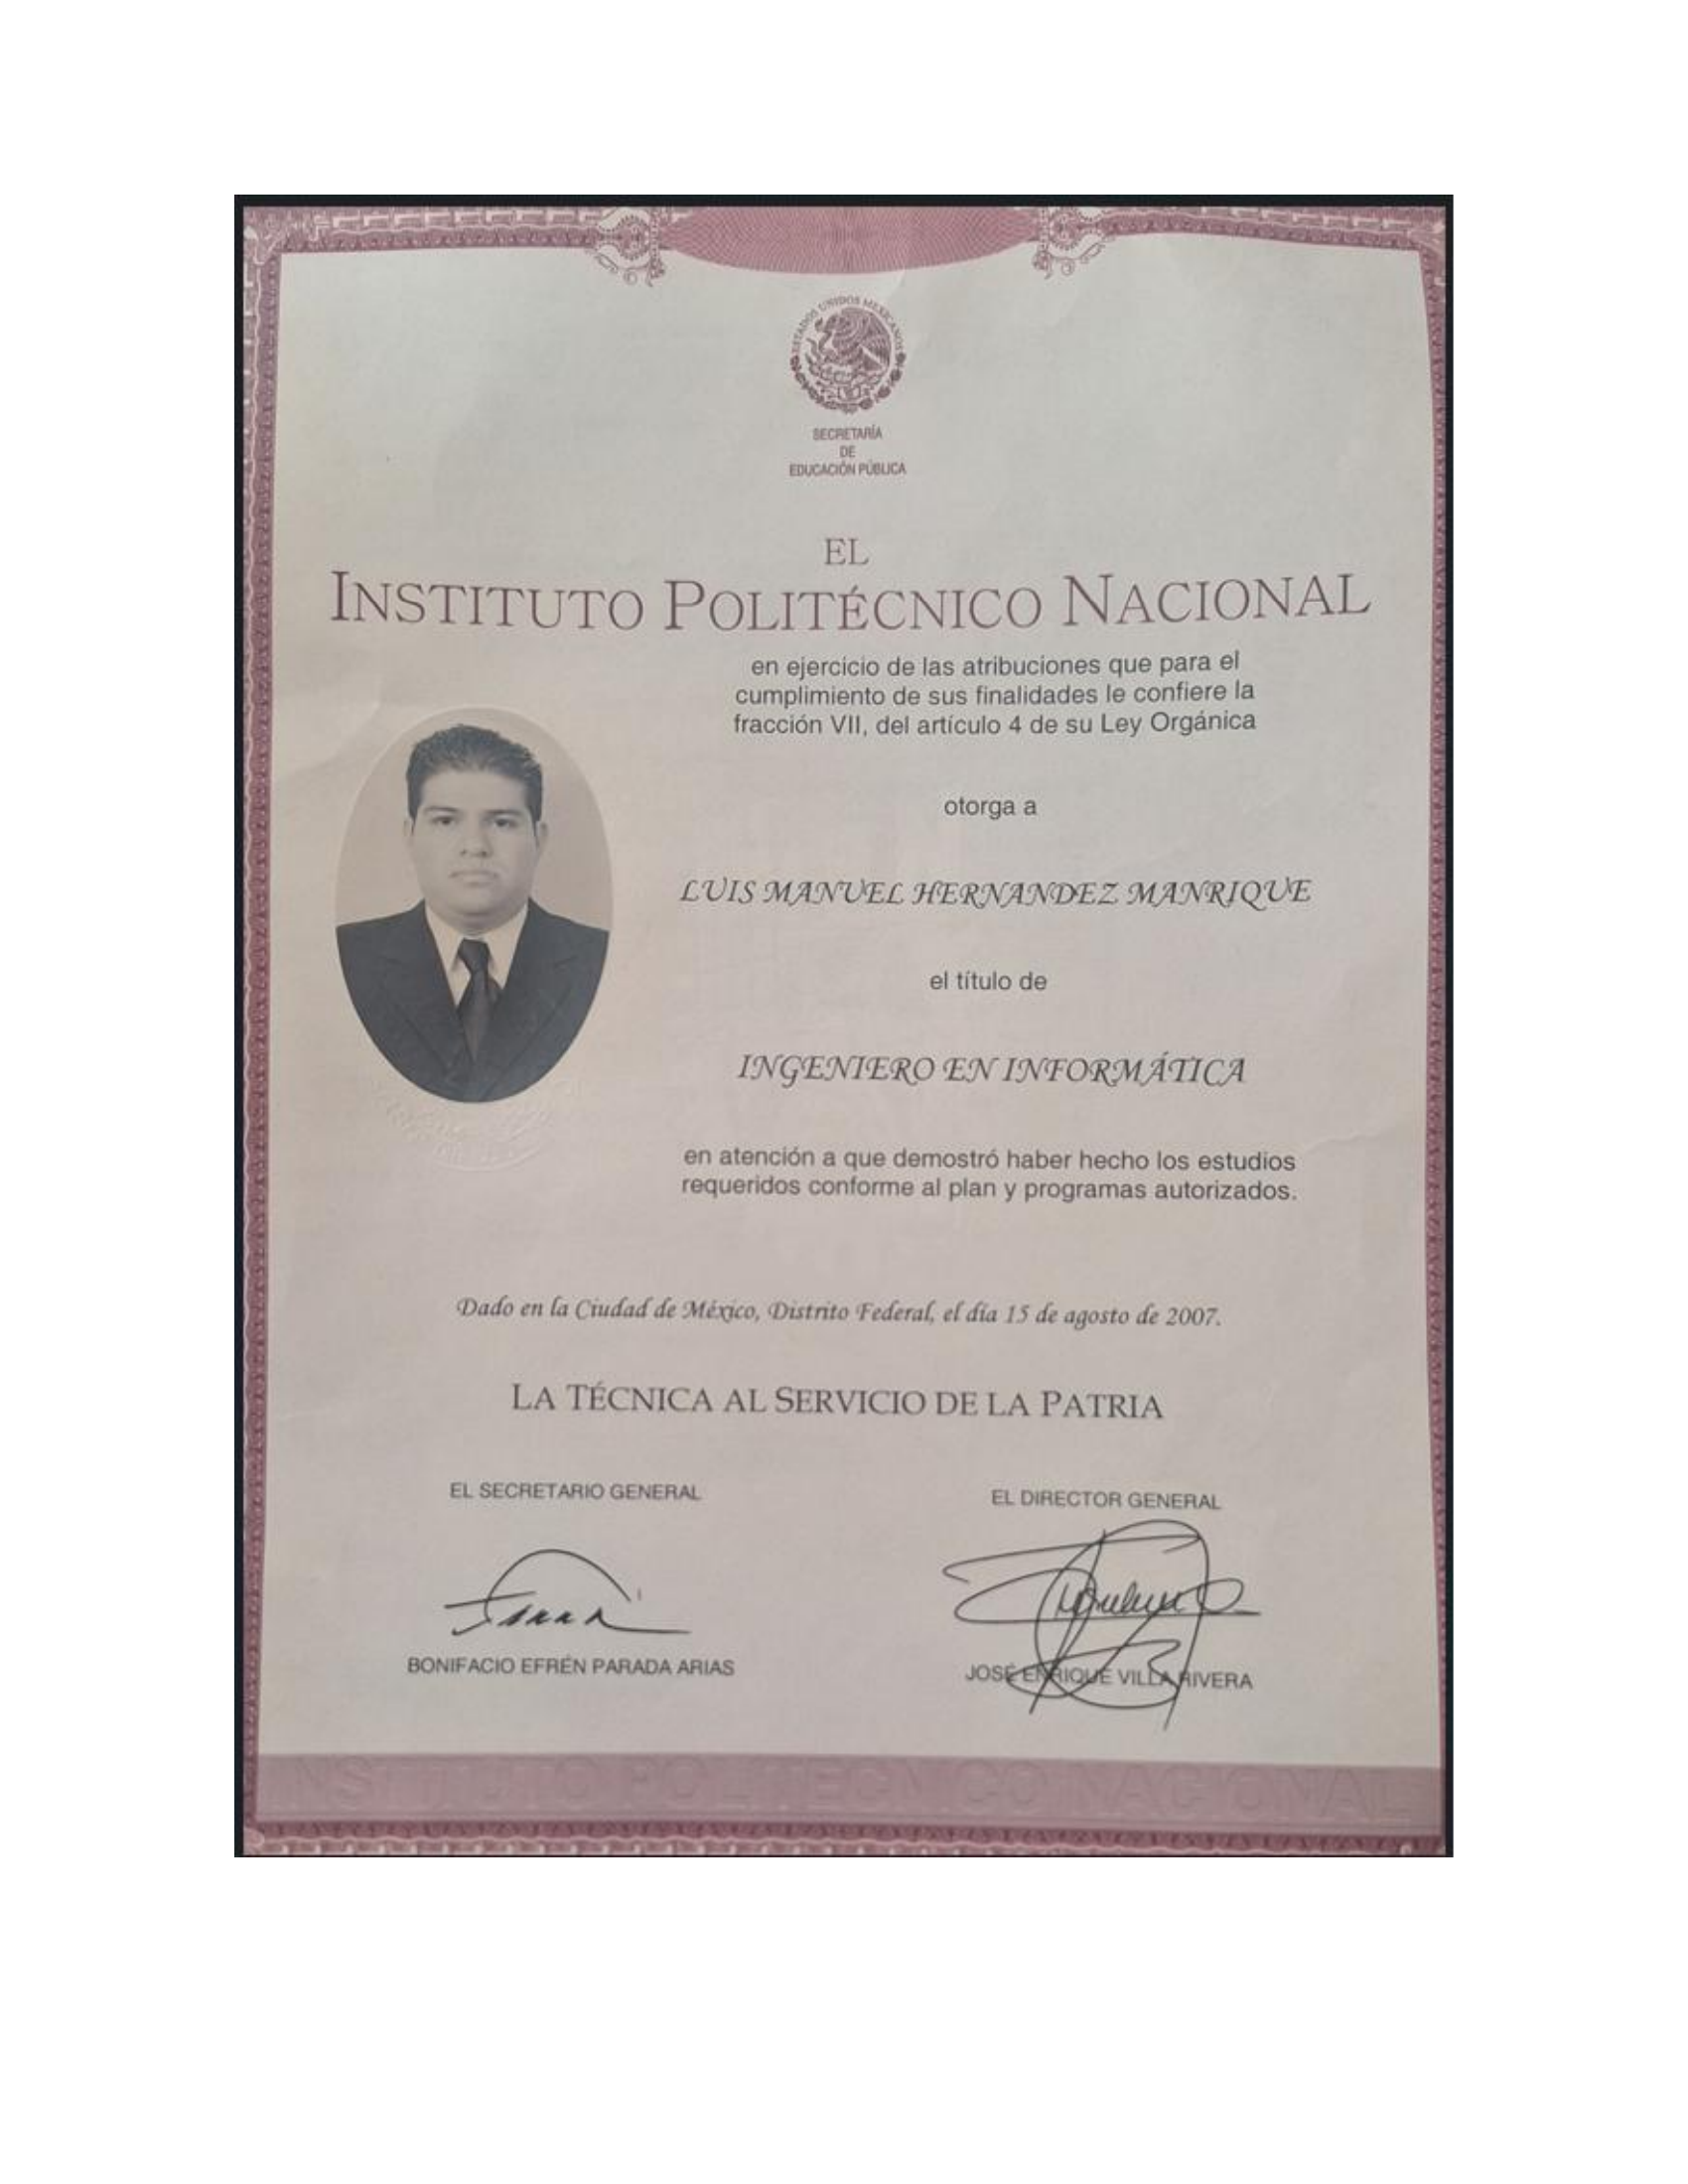 ESTADOS UNIDOS MEXICANOS
SECRETARÍA
DE
EDUCACIÓN PÚBLICA
EL
INSTITUTO POLITÉCNICO NACIONAL
en ejercicio de las atribuciones que para el
cumplimiento de sus finalidades le confiere la
fracción VII, del artículo 4 de su Ley Orgánica
otorga a
LUIS MANUEL HERNANDEZ MANRIQUE
el título de
INGENIERO EN INFORMÁTICA
en atención a que demostró haber hecho los estudios
requeridos conforme al plan y programas autorizados.
Dado en la Ciudad de México, Distrito Federal, el día 15 de agosto de 2007.
LA TÉCNICA AL SERVICIO DE LA PATRIA
EL SECRETARIO GENERAL
EL DIRECTOR GENERAL
BONIFACIO EFRÉN PARADA ARIAS
JOSÉ ENRIQUE VILLA RIVERA
INSTITUTO POLITECNICO NACIONAL